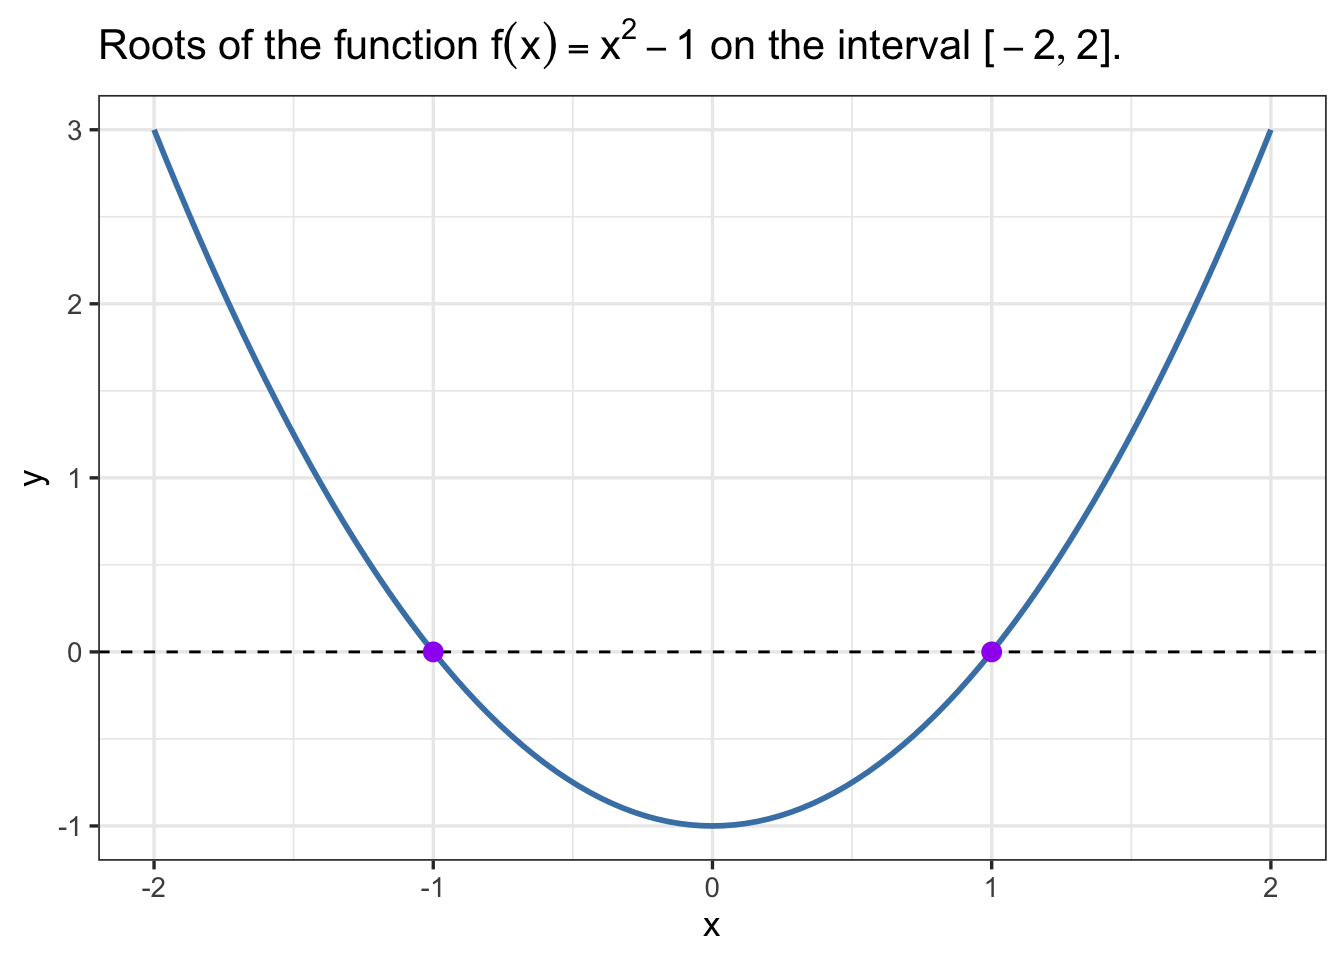 Roots of the function f(x) = x² − 1 on the interval [ − 2, 2].
3
2
1
0
-1
y
-2 -1 0 1 2
x